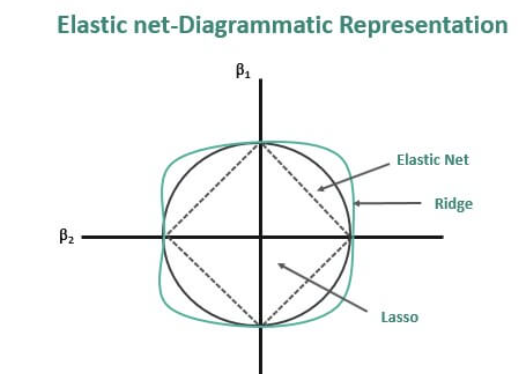 Elastic net-Diagrammatic Representation
β₁
Elastic Net
Ridge
β₂
Lasso